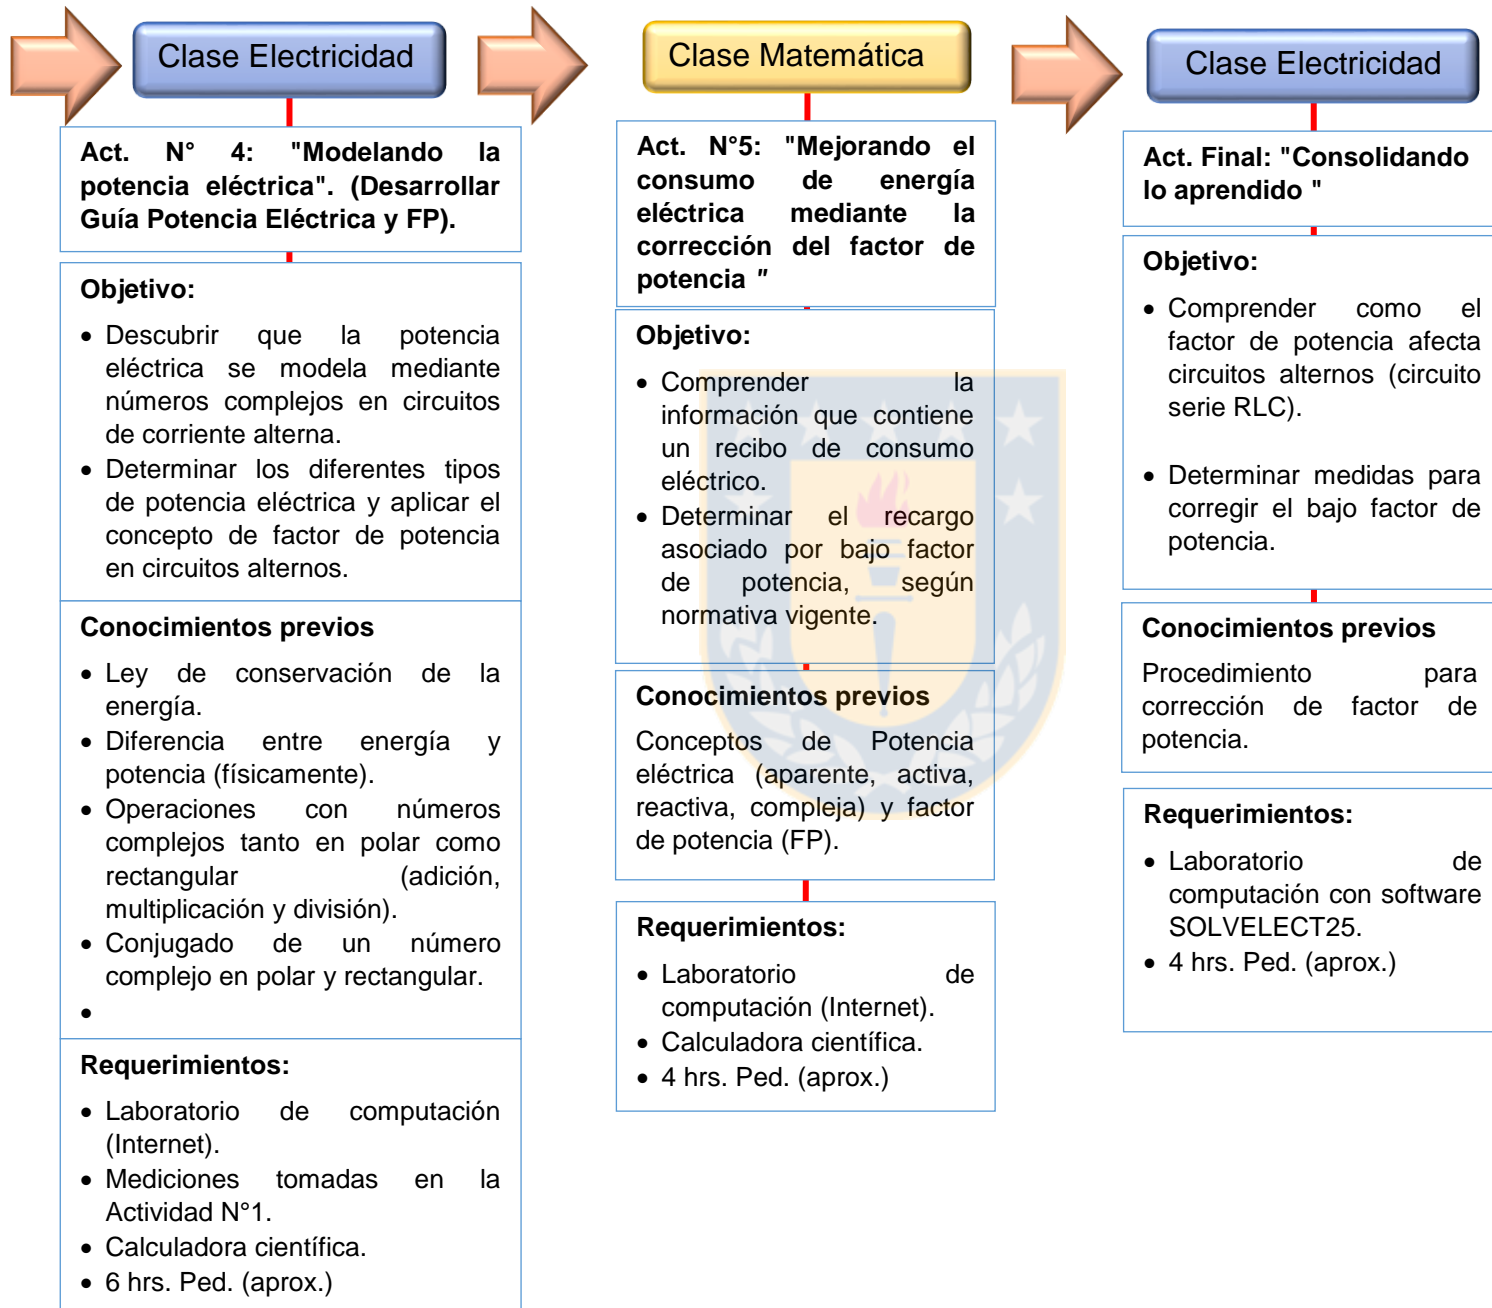 Clase Electricidad
Act. N° 4: "Modelando la
potencia eléctrica". (Desarrollar
Guía Potencia Eléctrica y FP).
Objetivo:
• Descubrir que la potencia
eléctrica se modela mediante
números complejos en circuitos
de corriente alterna.
• Determinar los diferentes tipos
de potencia eléctrica y aplicar el
concepto de factor de potencia
en circuitos alternos.
Conocimientos previos
• Ley de conservación de la
energía.
• Diferencia entre energía y
potencia (físicamente).
• Operaciones con números
complejos tanto en polar como
rectangular (adición,
multiplicación y división).
• Conjugado de un número
complejo en polar y rectangular.
•
Requerimientos:
• Laboratorio de computación
(Internet).
• Mediciones tomadas en la
Actividad N°1.
• Calculadora científica.
• 6 hrs. Ped. (aprox.)
Clase Matemática
Act. N°5: "Mejorando el
consumo de energía
eléctrica mediante la
corrección del factor de
potencia "
Objetivo:
• Comprender la
información que contiene
un recibo de consumo
eléctrico.
• Determinar el recargo
asociado por bajo factor
de potencia, según
normativa vigente.
Conocimientos previos
Conceptos de Potencia
eléctrica (aparente, activa,
reactiva, compleja) y factor
de potencia (FP).
Requerimientos:
• Laboratorio de
computación (Internet).
• Calculadora científica.
• 4 hrs. Ped. (aprox.)
Clase Electricidad
Act. Final: "Consolidando
lo aprendido "
Objetivo:
• Comprender como el
factor de potencia afecta
circuitos alternos (circuito
serie RLC).
• Determinar medidas para
corregir el bajo factor de
potencia.
Conocimientos previos
Procedimiento para
corrección de factor de
potencia.
Requerimientos:
• Laboratorio de
computación con software
SOLVELECT25.
• 4 hrs. Ped. (aprox.)